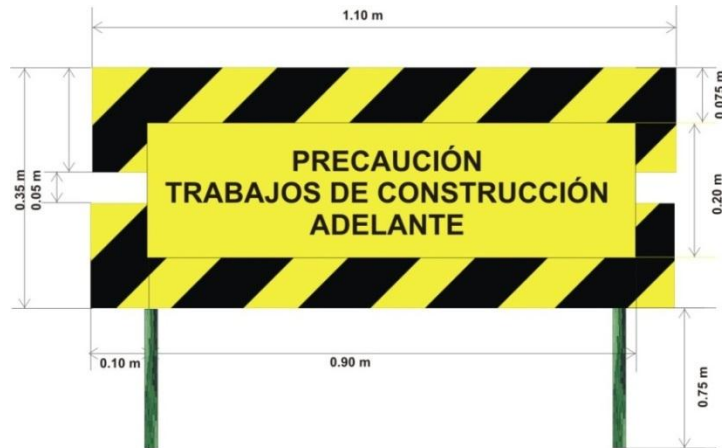 1.10 m
0.075 m
0.35 m
0.05 m
PRECAUCIÓN
TRABAJOS DE CONSTRUCCIÓN
ADELANTE
0.20 m
0.10 m
0.90 m
0.75 m